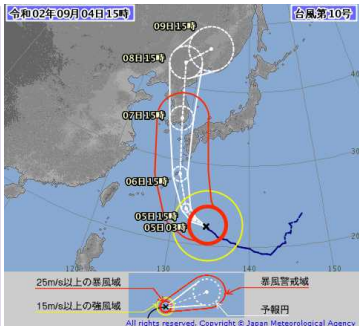 令和02年09月04日15時
台風第10号
09日15時
08日15時
07日15時
06日15時
05日15時
05日03時
40
30
20
120
130
140
150
25m/s以上の暴風域
15m/s以上の強風域
暴風警戒域
予報円
All rights reserved. Copyright © Japan Meteorological Agency